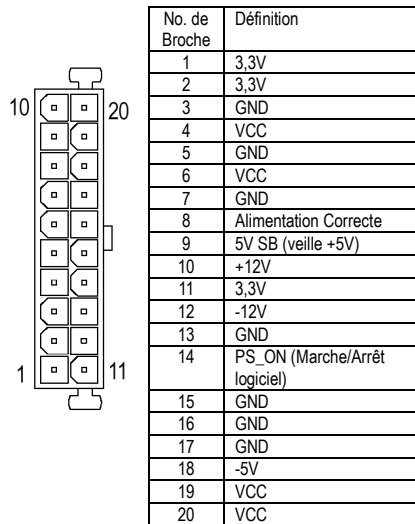 10
20
1
11
No. de Broche Définition
1 3,3V
2 3,3V
3 GND
4 VCC
5 GND
6 VCC
7 GND
8 Alimentation Correcte
9 5V SB (veille +5V)
10 +12V
11 3,3V
12 -12V
13 GND
14 PS_ON (Marche/Arrêt
logiciel)
15 GND
16 GND
17 GND
18 -5V
19 VCC
20 VCC